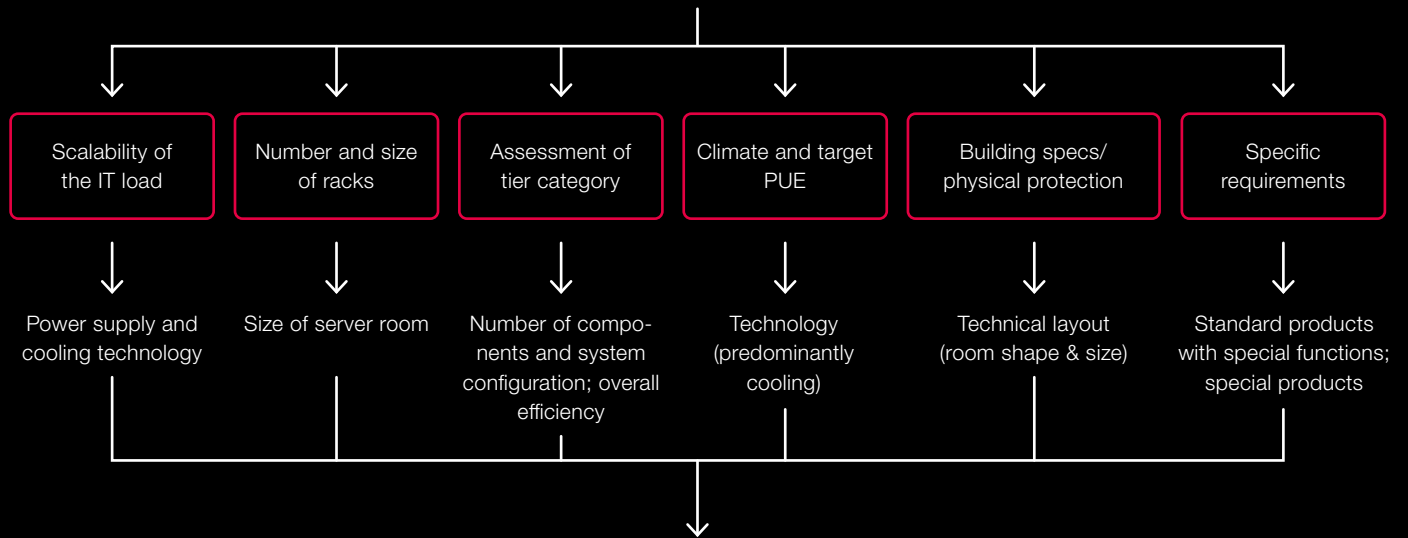 Scalability of
the IT load
Number and size
of racks
Assessment of
tier category
Climate and target
PUE
Building specs/
physical protection
Specific
requirements
Power supply and
cooling technology
Size of server room
Number of compo-
nents and system
configuration; overall
efficiency
Technology
(predominantly
cooling)
Technical layout
(room shape & size)
Standard products
with special functions;
special products